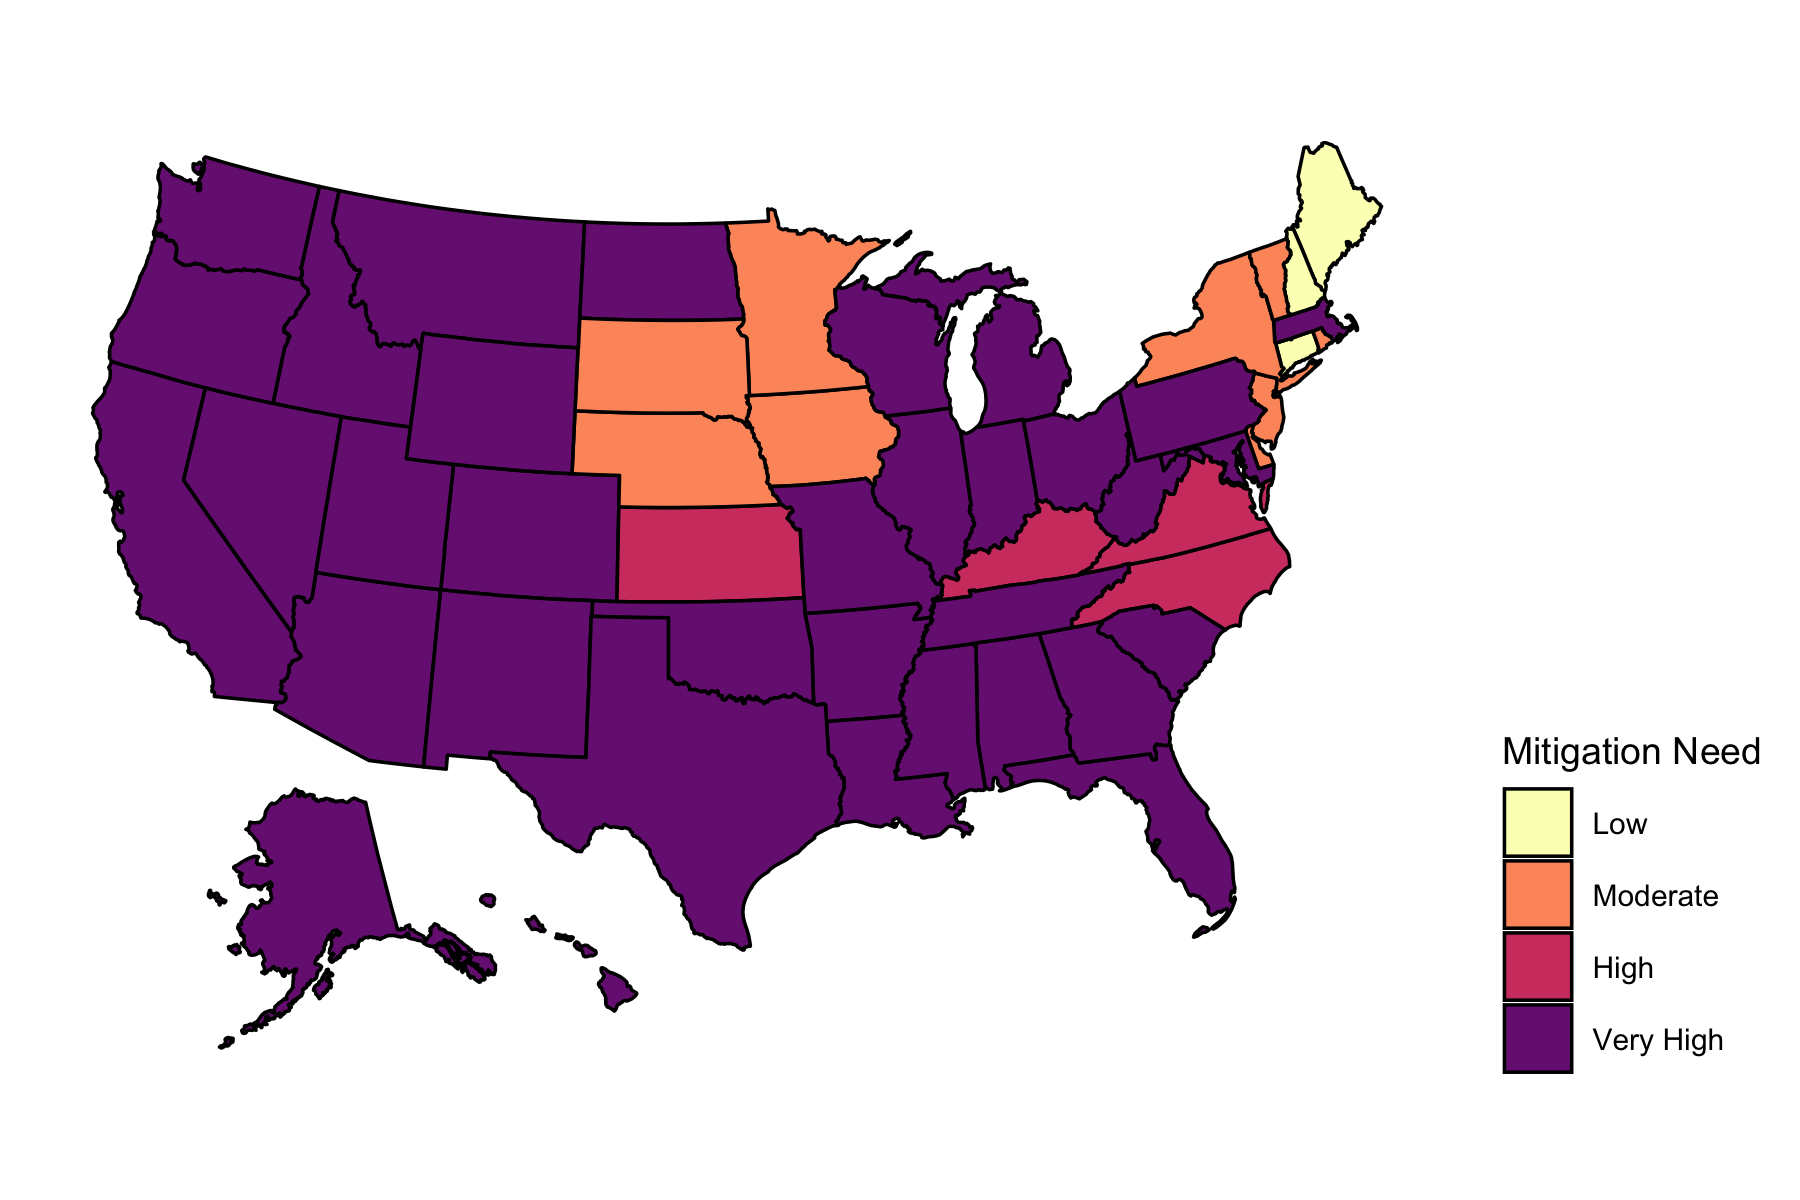 Mitigation Need
Low
Moderate
High
Very High